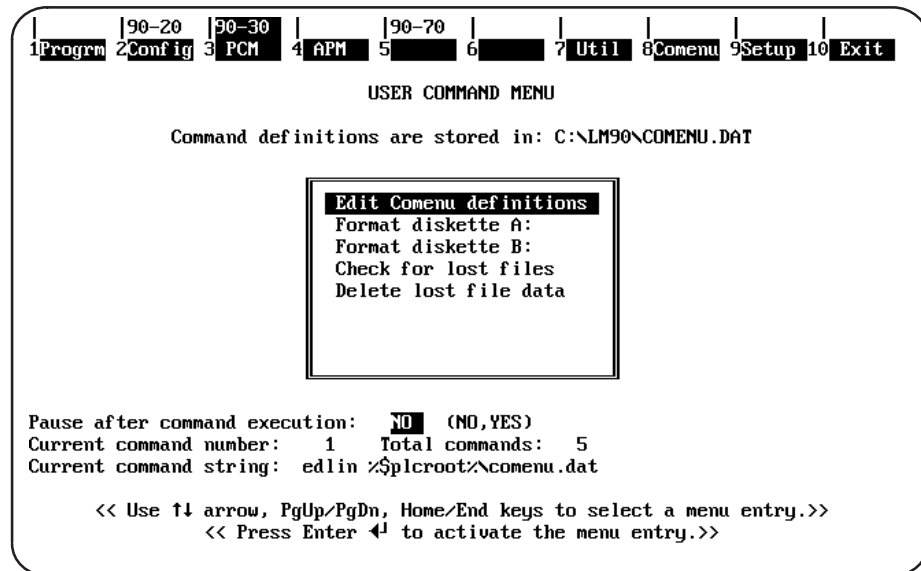 |90-20 |90-30 | |90-70 | | | | |
1Progrm 2Config 3 PCM 4 APM 5 6 7 Util 8Comenu 9Setup 10 Exit
USER COMMAND MENU
Command definitions are stored in: C:\LM90\COMENU.DAT
Edit Comenu definitions
Format diskette A:
Format diskette B:
Check for lost files
Delete lost file data
Pause after command execution: NO (NO,YES)
Current command number: 1 Total commands: 5
Current command string: edlin %$plcroot%\comenu.dat
<< Use ↑↓ arrow, PgUp/PgDn, Home/End keys to select a menu entry.>>
<< Press Enter ↵ to activate the menu entry.>>